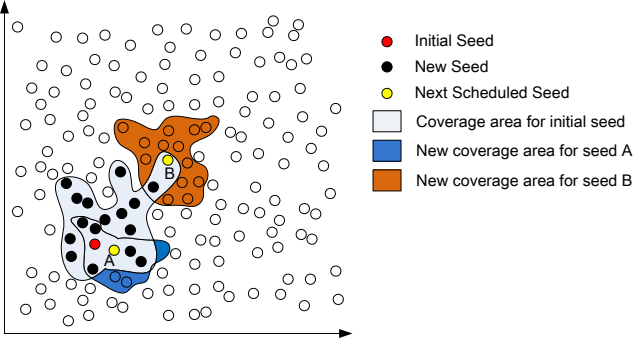 Initial Seed
New Seed
Next Scheduled Seed
Coverage area for initial seed
New coverage area for seed A
New coverage area for seed B
B
A